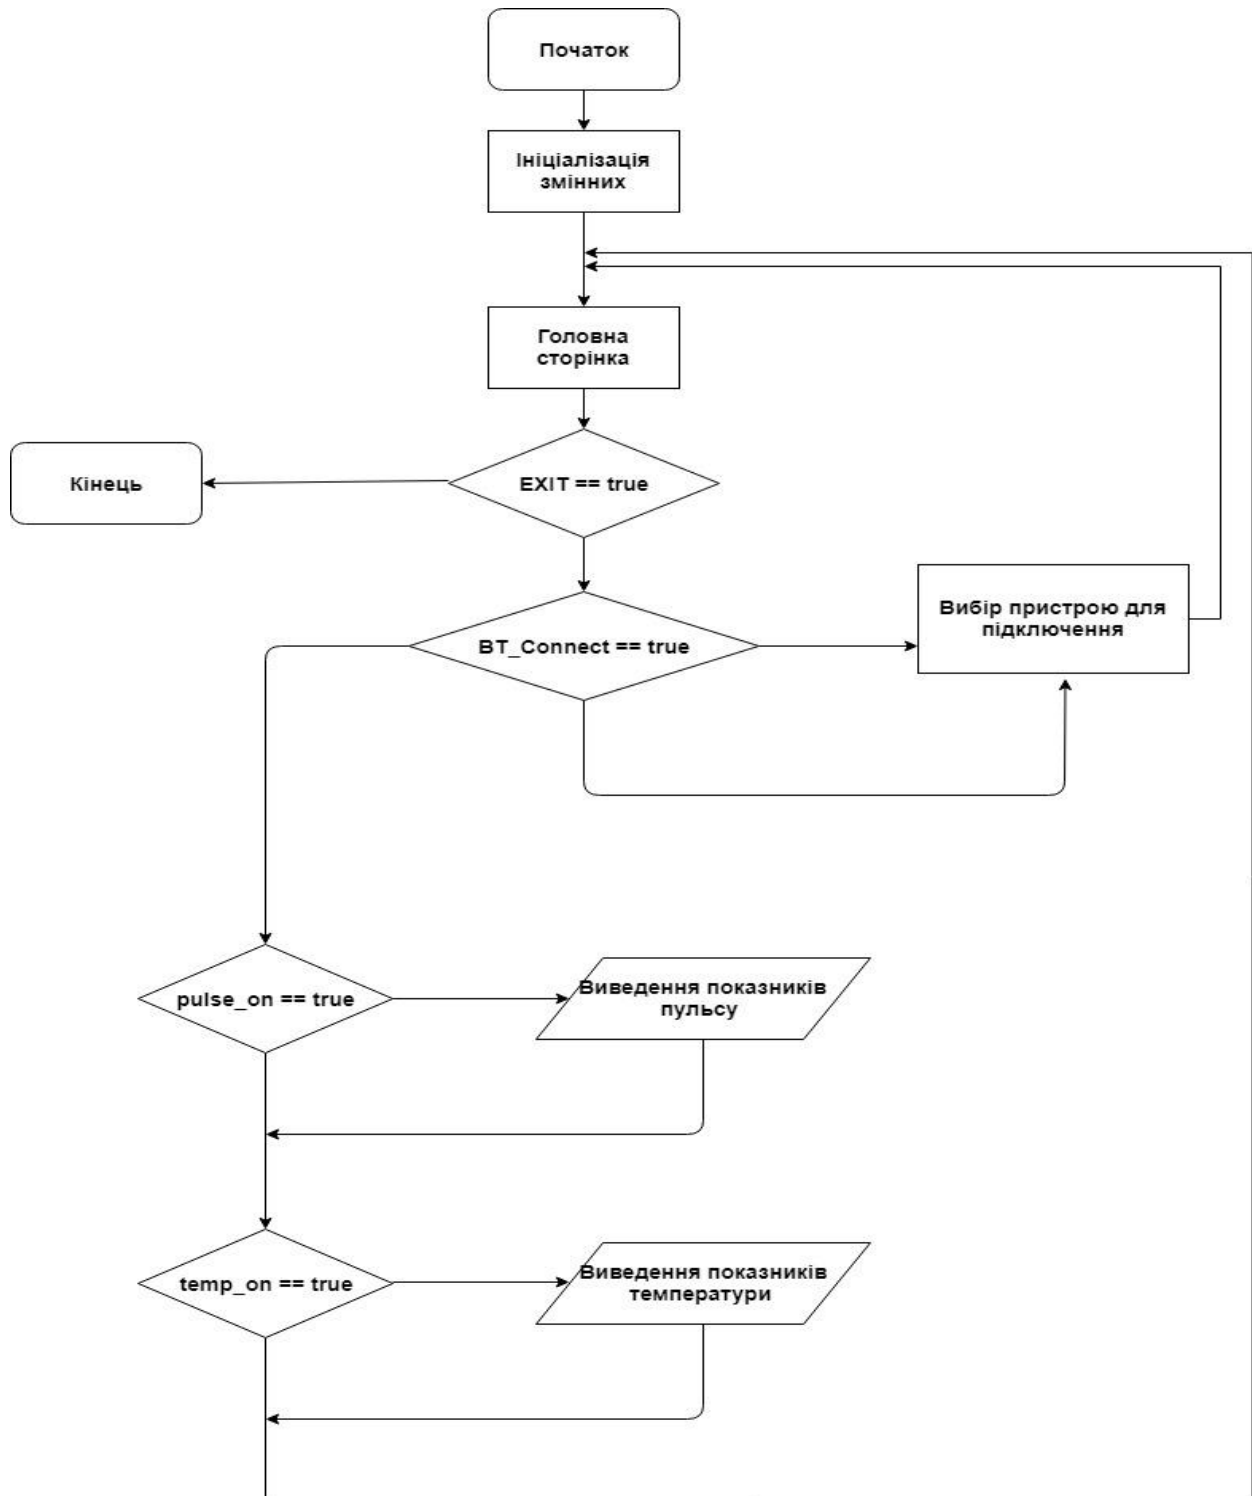 Початок
Ініціалізація
змінних
Головна
сторінка
Кінець
EXIT == true
Вибір пристрою для
підключення
BT_Connect == true
pulse_on == true
Виведення показників
пульсу
temp_on == true
Виведення показників
температури